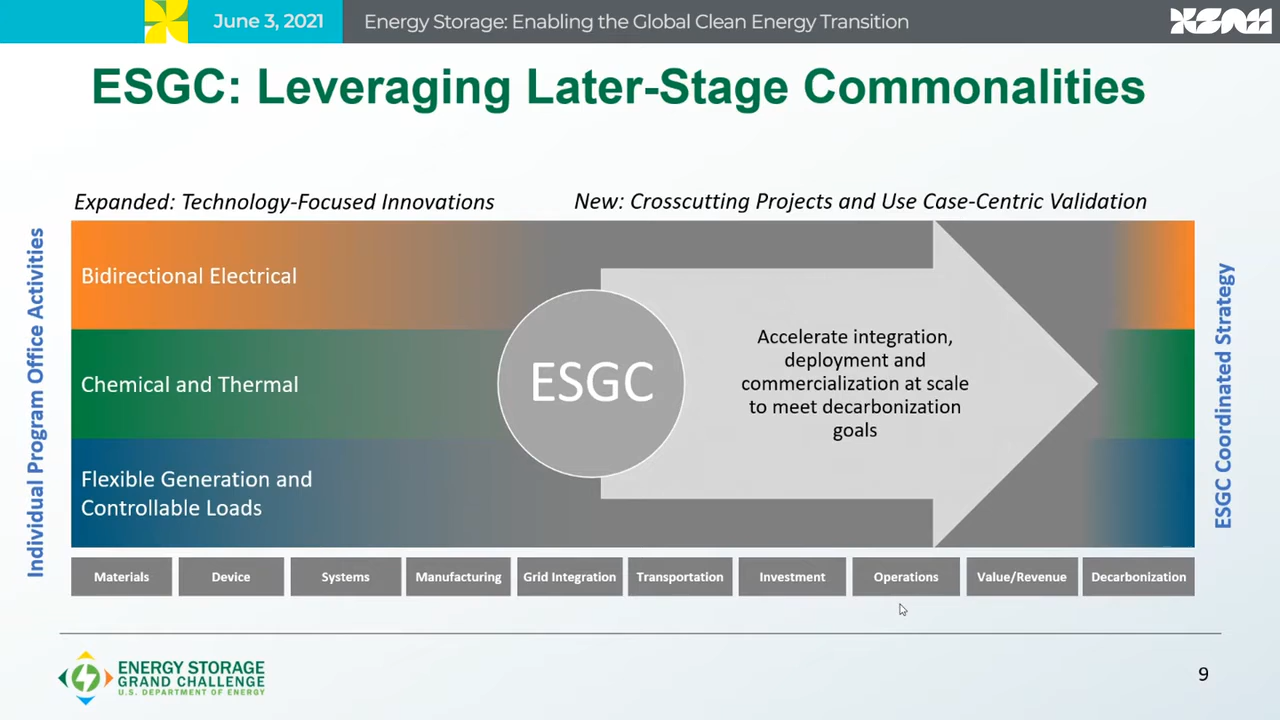 June 3, 2021
Energy Storage: Enabling the Global Clean Energy Transition
ESGC: Leveraging Later-Stage Commonalities
Expanded: Technology-Focused Innovations
New: Crosscutting Projects and Use Case-Centric Validation
Individual Program Office Activities
Bidirectional Electrical
Chemical and Thermal
Flexible Generation and
Controllable Loads
ESGC
Accelerate integration,
deployment and
commercialization at scale
to meet decarbonization
goals
ESGC Coordinated Strategy
Materials
Device
Systems
Manufacturing
Grid Integration
Transportation
Investment
Operations
Value/Revenue
Decarbonization
ENERGY STORAGE
GRAND CHALLENGE
U.S. DEPARTMENT OF ENERGY
9